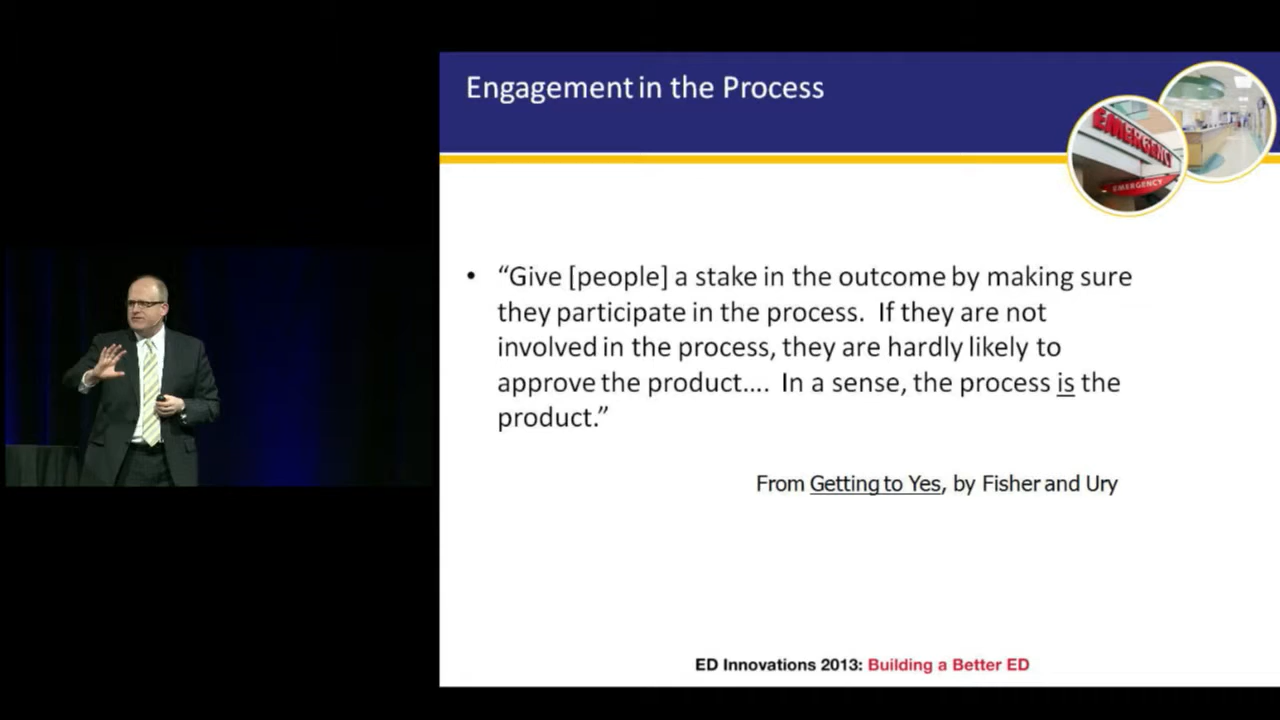 Engagement in the Process
EMERGENCY
EMERGENCY
• “Give [people] a stake in the outcome by making sure
they participate in the process.  If they are not
involved in the process, they are hardly likely to
approve the product….  In a sense, the process is the
product.”
From Getting to Yes, by Fisher and Ury
ED Innovations 2013: Building a Better ED